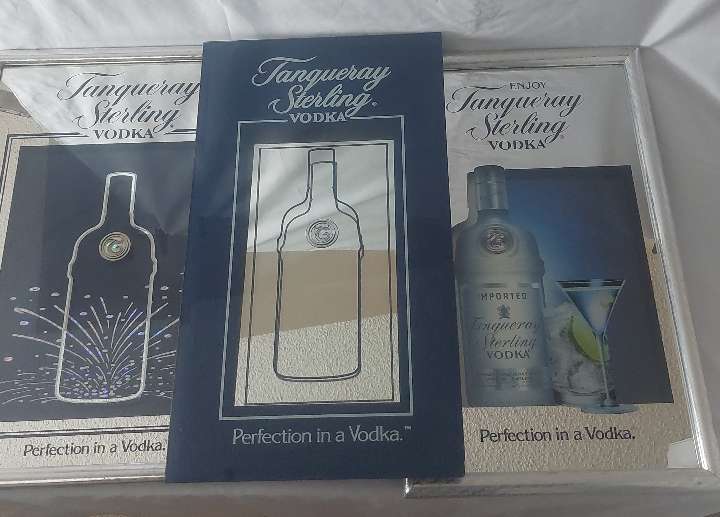 Tanqueray
Sterling
VODKA
Perfection in a Vodka.
Tanqueray
Sterling®
VODKA
Perfection in a Vodka.™
ENJOY
Tanqueray
Sterling®
VODKA
IMPORTED
Tanqueray
Sterling
VODKA
Perfection in a Vodka.